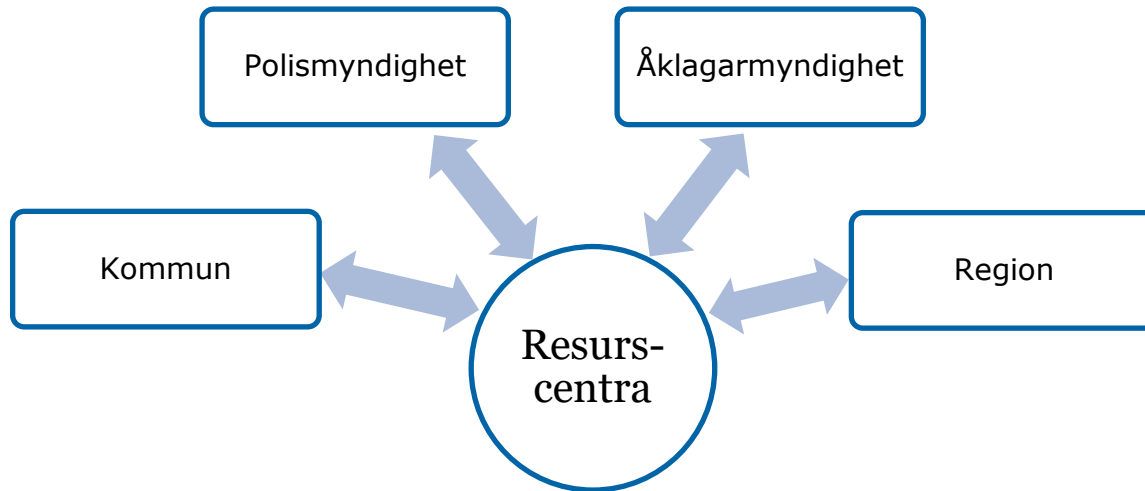 Polismyndighet
Åklagarmyndighet
Kommun
Region
Resurs-
centra